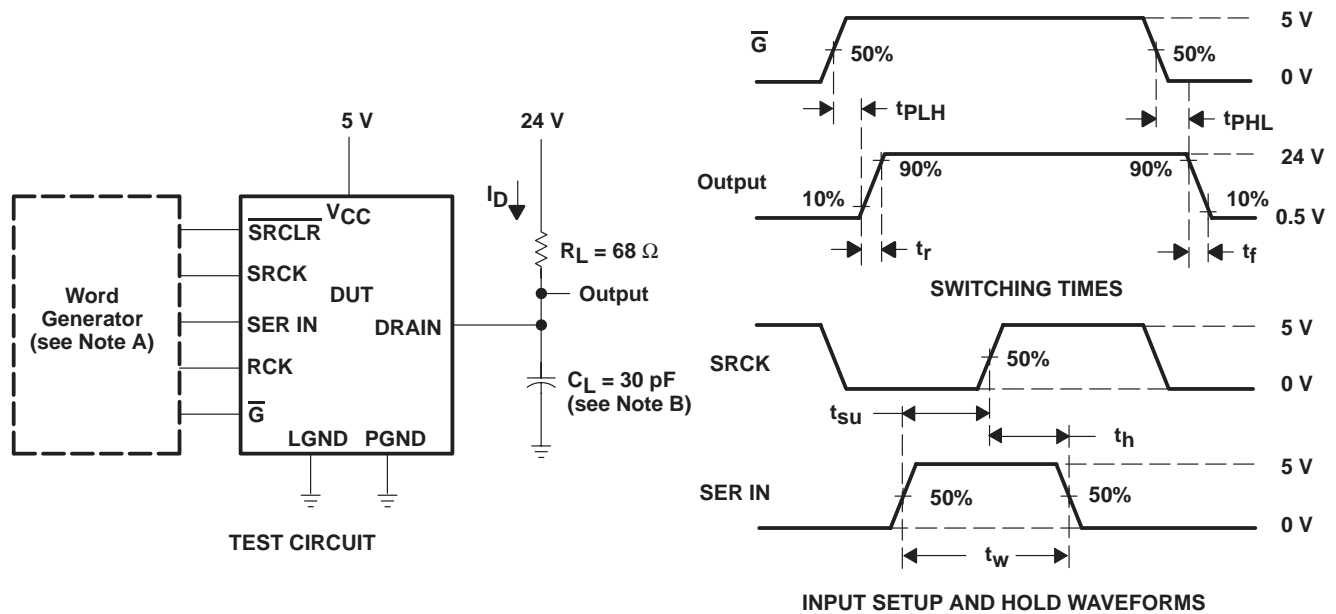 5 V
24 V
I_D
V_CC
SRCLR
SRCK
SER IN
RCK
G
DUT
DRAIN
LGND PGND
Word
Generator
(see Note A)
R_L = 68 Ω
Output
C_L = 30 pF
(see Note B)
TEST CIRCUIT
G
50%
50%
5 V
0 V
t_PLH
t_PHL
Output
10%
90%
90%
10%
24 V
0.5 V
t_r
t_f
SWITCHING TIMES
SRCK
50%
5 V
0 V
t_su
t_h
SER IN
50%
50%
5 V
0 V
t_w
INPUT SETUP AND HOLD WAVEFORMS